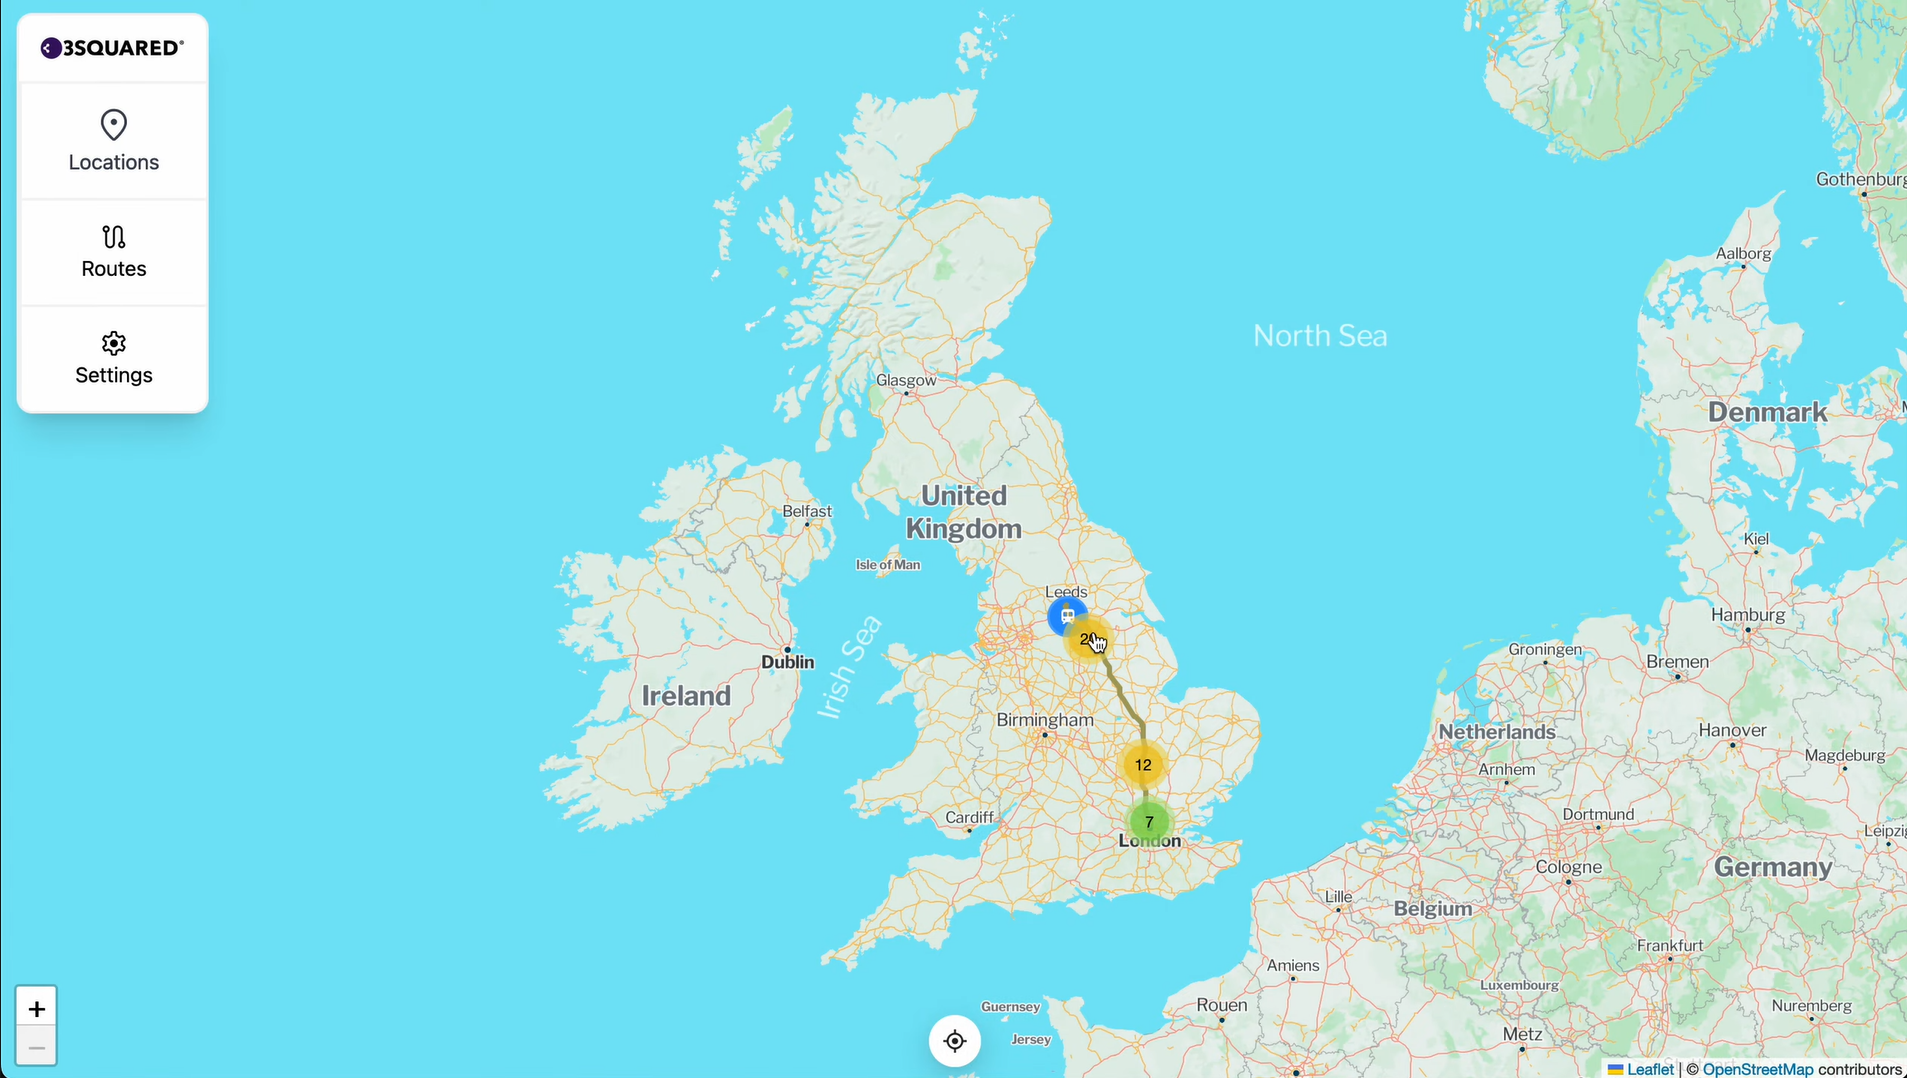 3SQUARED®
Locations
Routes
Settings
North Sea
Gothenburg
Aalborg
Denmark
Glasgow
United
Kingdom
Belfast
Isle of Man
Kiel
Leeds
Hamburg
Irish Sea
Dublin
Ireland
Groningen
Bremen
Birmingham
Netherlands
Hanover
Magdeburg
Arnhem
12
Cardiff
7
London
Dortmund
Cologne
Germany
Lille
Belgium
Frankfurt
Amiens
Luxembourg
Guernsey
Rouen
Nuremberg
Jersey
Metz
+
−
Leaflet | © OpenStreetMap contributors